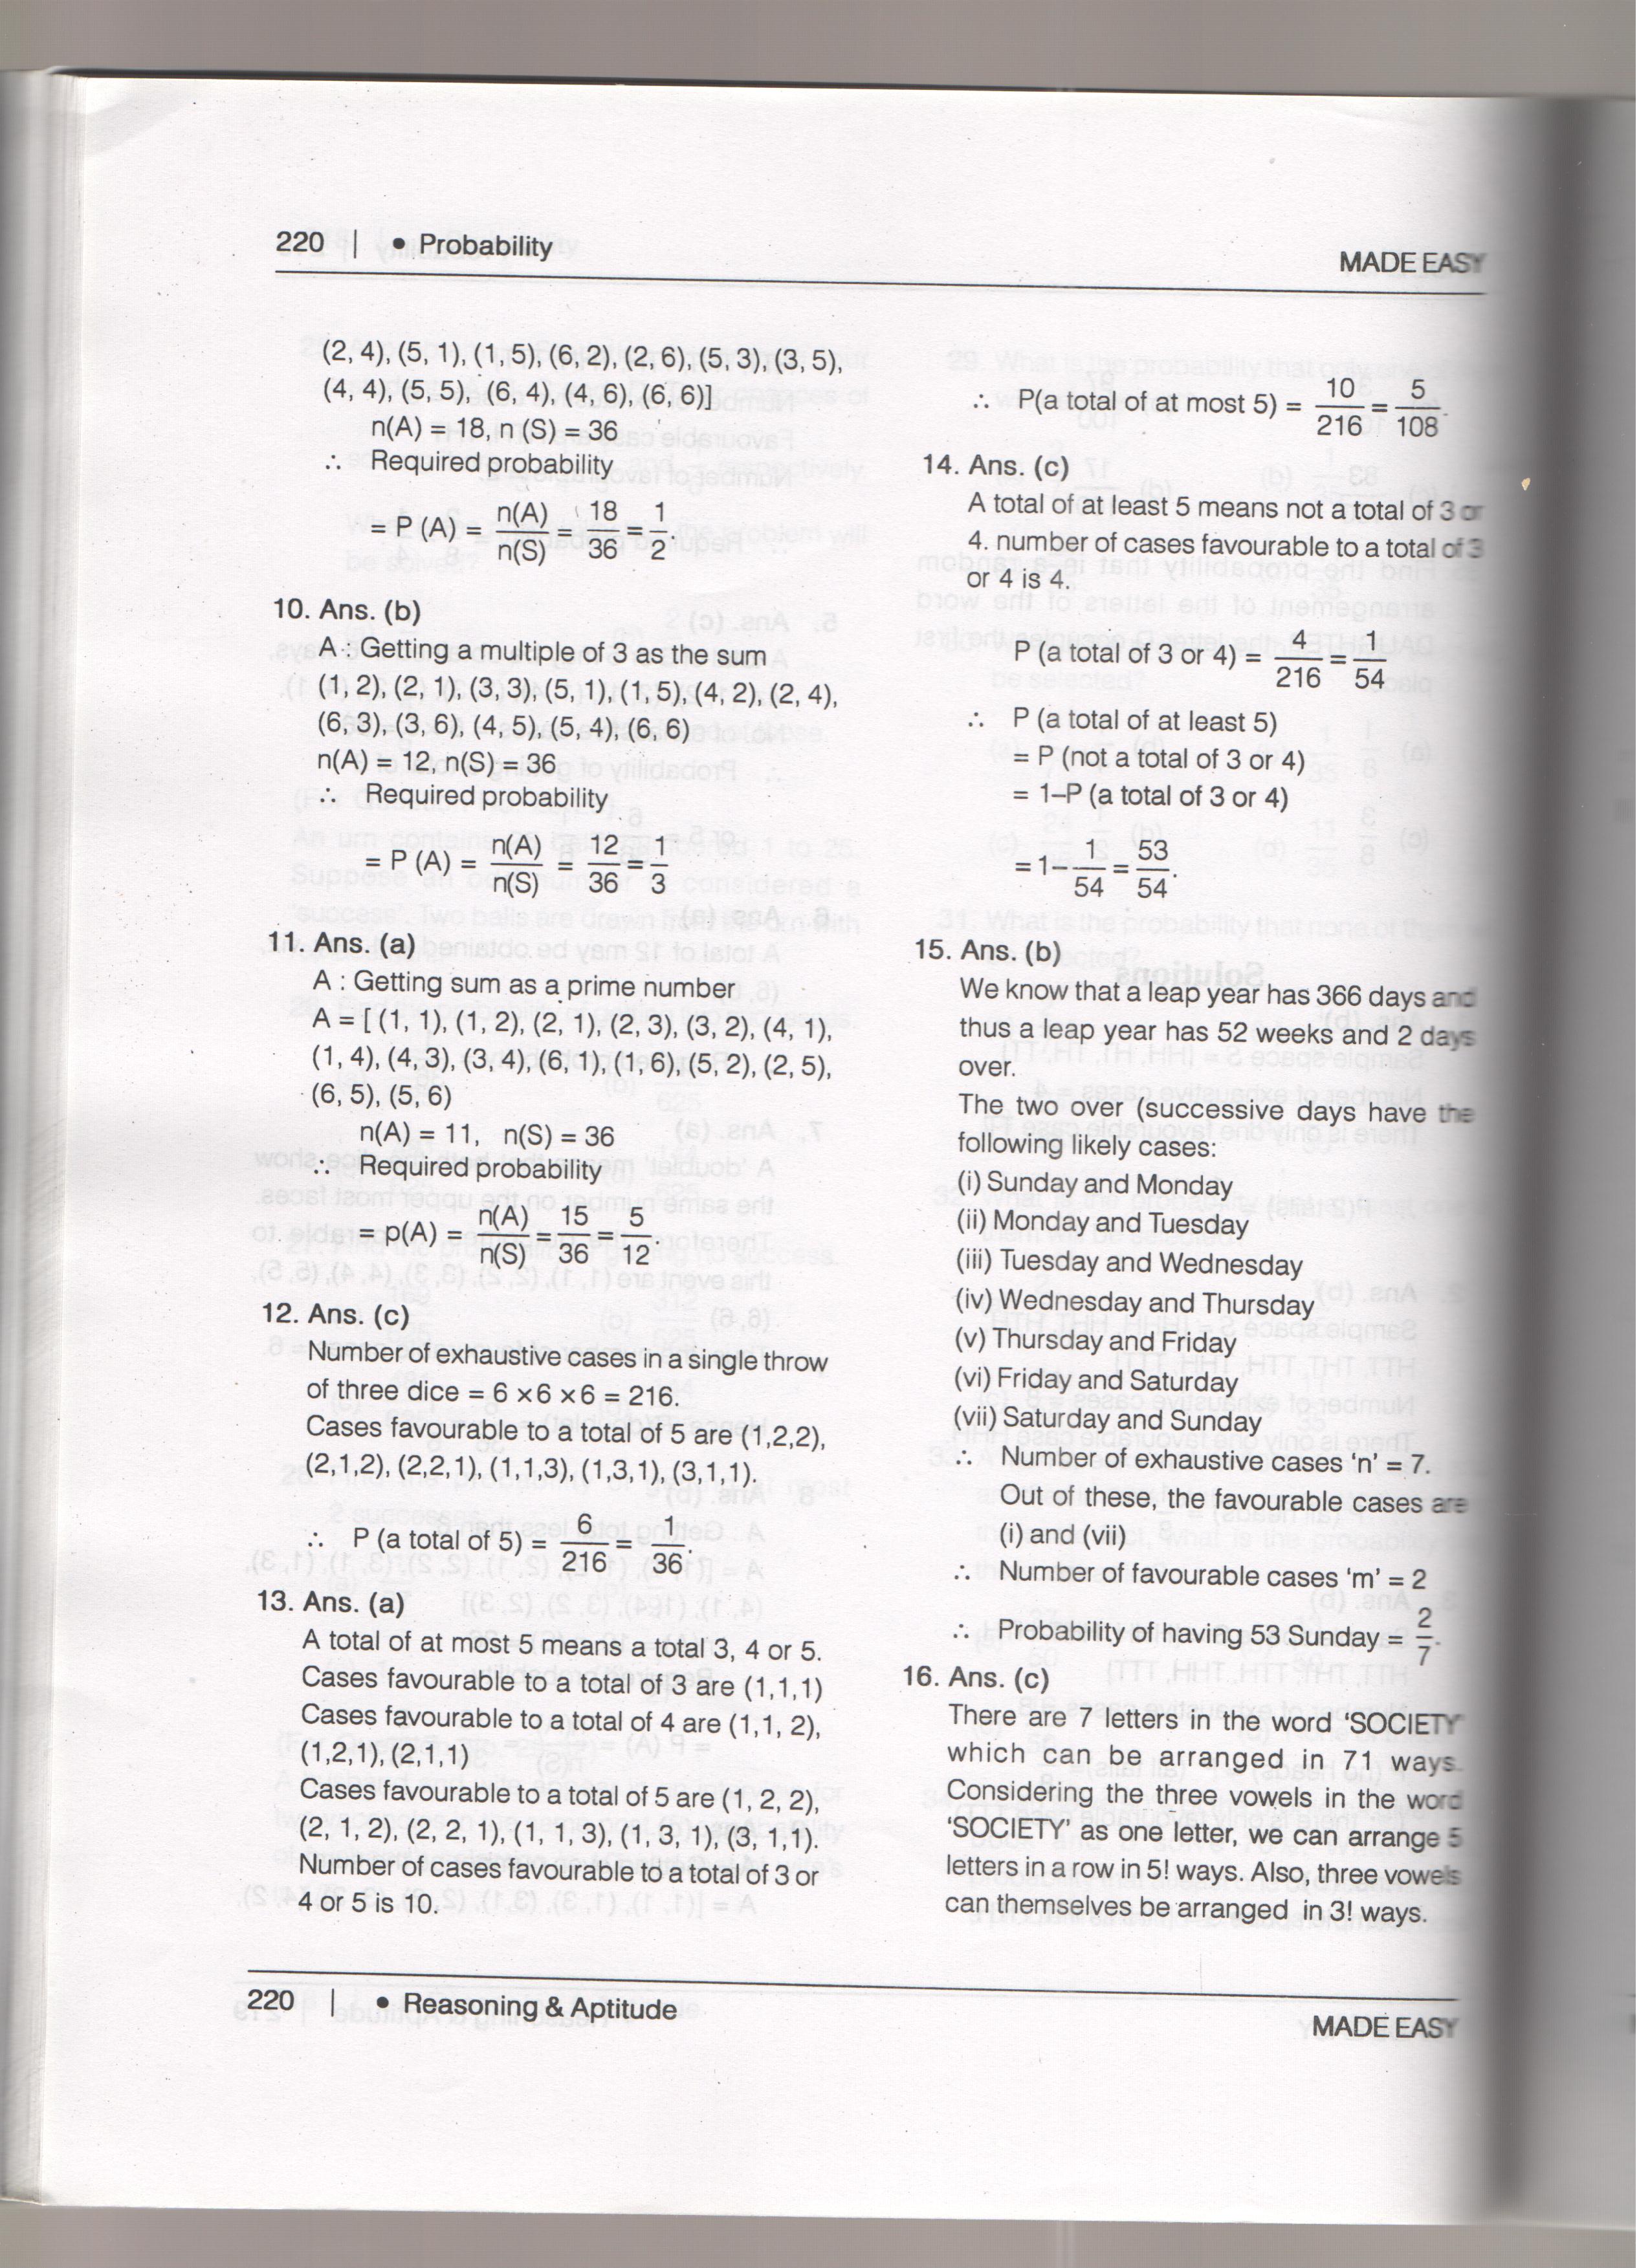 220 | • Probability
MADE EASY
(2, 4), (5, 1), (1, 5), (6, 2), (2, 6), (5, 3), (3, 5),
(4, 4), (5, 5), (6, 4), (4, 6), (6, 6)]
n(A) = 18, n (S) = 36
∴ Required probability
= P (A) = n(A)/n(S) = 18/36 = 1/2.
10. Ans. (b)
A : Getting a multiple of 3 as the sum
(1, 2), (2, 1), (3, 3), (5, 1), (1, 5), (4, 2), (2, 4),
(6, 3), (3, 6), (4, 5), (5, 4), (6, 6)
n(A) = 12, n(S) = 36
∴ Required probability
= P (A) = n(A)/n(S) = 12/36 = 1/3
11. Ans. (a)
A : Getting sum as a prime number
A = [ (1, 1), (1, 2), (2, 1), (2, 3), (3, 2), (4, 1),
(1, 4), (4, 3), (3, 4), (6, 1), (1, 6), (5, 2), (2, 5),
(6, 5), (5, 6)
n(A) = 11, n(S) = 36
∴ Required probability
= p(A) = n(A)/n(S) = 15/36 = 5/12.
12. Ans. (c)
Number of exhaustive cases in a single throw
of three dice = 6 ×6 ×6 = 216.
Cases favourable to a total of 5 are (1,2,2),
(2,1,2), (2,2,1), (1,1,3), (1,3,1), (3,1,1).
∴ P (a total of 5) = 6/216 = 1/36.
13. Ans. (a)
A total of at most 5 means a total 3, 4 or 5.
Cases favourable to a total of 3 are (1,1,1)
Cases favourable to a total of 4 are (1,1, 2),
(1,2,1), (2,1,1)
Cases favourable to a total of 5 are (1, 2, 2),
(2, 1, 2), (2, 2, 1), (1, 1, 3), (1, 3, 1), (3, 1,1).
Number of cases favourable to a total of 3 or
4 or 5 is 10.
∴ P(a total of at most 5) = 10/216 = 5/108.
14. Ans. (c)
A total of at least 5 means not a total of 3 or
4. number of cases favourable to a total of 3
or 4 is 4.
P (a total of 3 or 4) = 4/216 = 1/54
∴ P (a total of at least 5)
= P (not a total of 3 or 4)
= 1–P (a total of 3 or 4)
= 1- 1/54 = 53/54.
15. Ans. (b)
We know that a leap year has 366 days and
thus a leap year has 52 weeks and 2 days
over.
The two over (successive days have the
following likely cases:
(i) Sunday and Monday
(ii) Monday and Tuesday
(iii) Tuesday and Wednesday
(iv) Wednesday and Thursday
(v) Thursday and Friday
(vi) Friday and Saturday
(vii) Saturday and Sunday
∴ Number of exhaustive cases ‘n’ = 7.
Out of these, the favourable cases are
(i) and (vii)
∴ Number of favourable cases ‘m’ = 2
∴ Probability of having 53 Sunday = 2/7.
16. Ans. (c)
There are 7 letters in the word ‘SOCIETY’
which can be arranged in 71 ways.
Considering the three vowels in the word
‘SOCIETY’ as one letter, we can arrange 5
letters in a row in 5! ways. Also, three vowels
can themselves be arranged in 3! ways.
220 | • Reasoning & Aptitude
MADE EASY